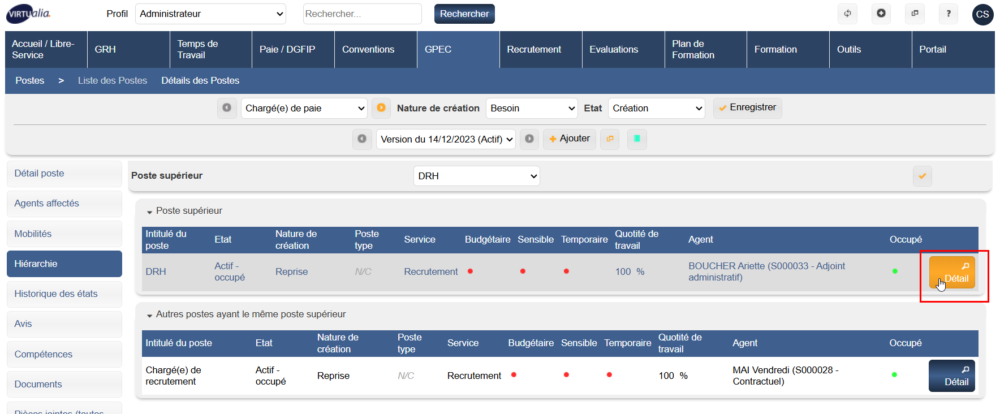 VIRTUalia.
Profil
Administrateur
Rechercher...
Rechercher
?
CS
Accueil / Libre-
Service
GRH
Temps de
Travail
Paie / DGFIP
Conventions
GPEC
Recrutement
Evaluations
Plan de
Formation
Formation
Outils
Portail
Postes > Liste des Postes Détails des Postes
Chargé(e) de paie
Nature de création
Besoin
Etat
Création
Enregistrer
Version du 14/12/2023 (Actif)
Ajouter
Détail poste
Agents affectés
Mobilités
Hiérarchie
Historique des états
Avis
Compétences
Documents
Pièces jointes (toutes
Poste supérieur
DRH
Poste supérieur
Intitulé du
poste
Etat
Nature de
création
Poste
type
Service
Budgétaire
Sensible
Temporaire
Quotité de
travail
Agent
Occupé
DRH
Actif -
occupé
Reprise
N/C
Recrutement
100 %
BOUCHER Ariette (S000033 - Adjoint
administratif)
Détail
Autres postes ayant le même poste supérieur
Intitulé du poste
Etat
Nature de
création
Poste
type
Service
Budgétaire
Sensible
Temporaire
Quotité de
travail
Agent
Occupé
Chargé(e) de
recrutement
Actif -
occupé
Reprise
N/C
Recrutement
100 %
MAI Vendredi (S000028 -
Contractuel)
Détail